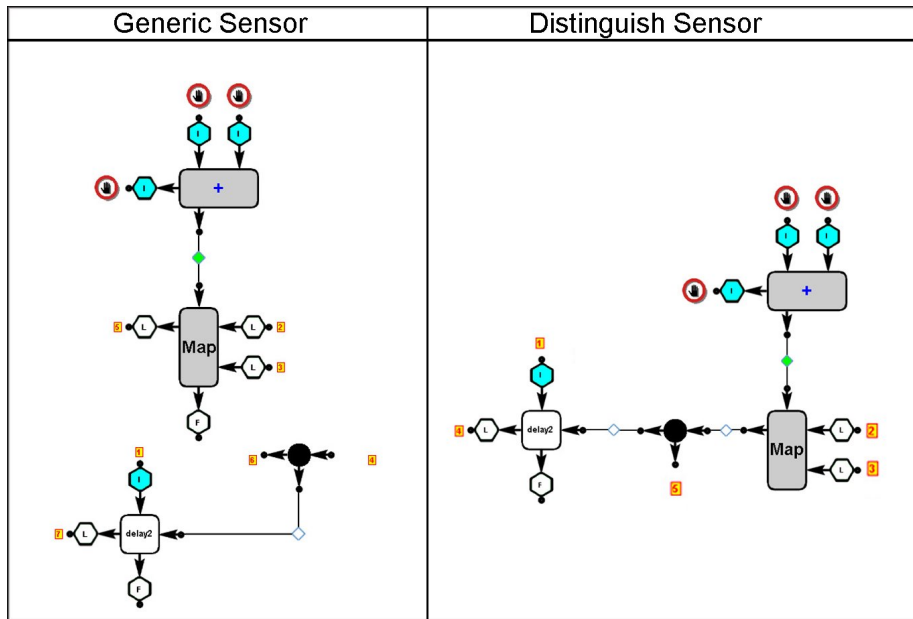 Generic Sensor
I I
I +
5 L L 2
Map
L 3
F
1
6 4
I
7 L delay2
F
Distinguish Sensor
I I
I +
1
I
4 L delay2 L 2
Map
L 3
F 5